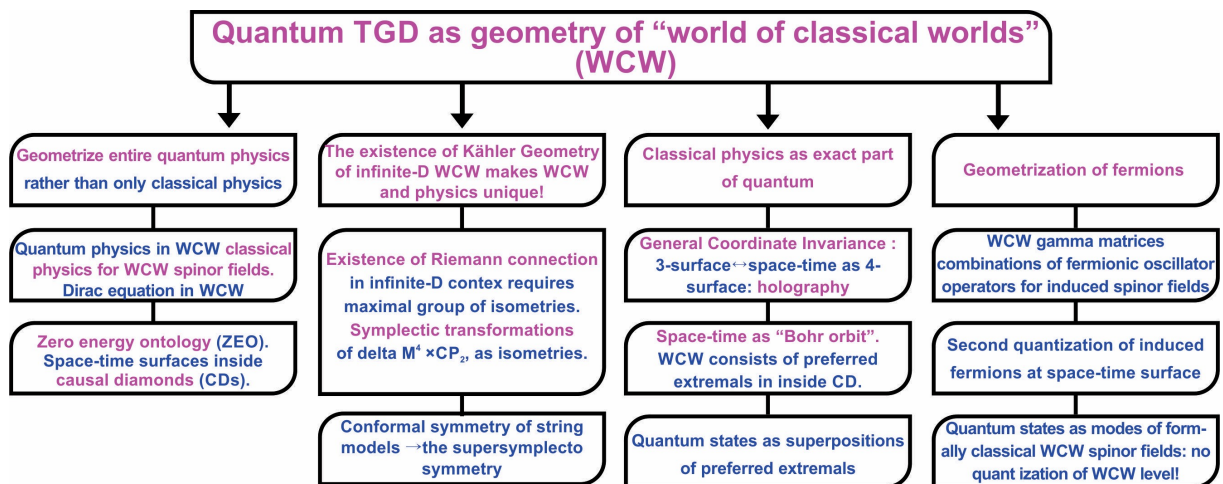 Quantum TGD as geometry of “world of classical worlds”
(WCW)
Geometrize entire quantum physics
rather than only classical physics
Quantum physics in WCW classical
physics for WCW spinor fields.
Dirac equation in WCW
Zero energy ontology (ZEO).
Space-time surfaces inside
causal diamonds (CDs).
The existence of Kähler Geometry
of infinite-D WCW makes WCW
and physics unique!
Existence of Riemann connection
in infinite-D contex requires
maximal group of isometries.
Symplectic transformations
of delta M⁴ ×CP₂, as isometries.
Conformal symmetry of string
models →the supersymplecto
symmetry
Classical physics as exact part
of quantum
General Coordinate Invariance :
3-surface↔space-time as 4-
surface: holography
Space-time as “Bohr orbit”.
WCW consists of preferred
extremals in inside CD.
Quantum states as superpositions
of preferred extremals
Geometrization of fermions
WCW gamma matrices
combinations of fermionic oscillator
operators for induced spinor fields
Second quantization of induced
fermions at space-time surface
Quantum states as modes of form-
ally classical WCW spinor fields: no
quant ization of WCW level!